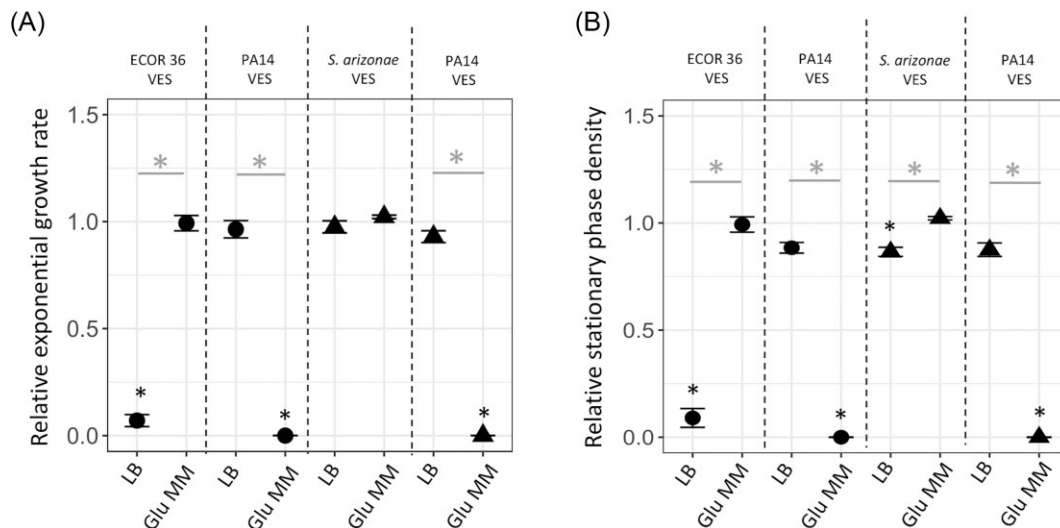 (A)
ECOR 36
VES
PA14
VES
S. arizonae
VES
PA14
VES
Relative exponential growth rate
1.5
1.0
0.5
0.0
*
*
*
*
*
*
LB
Glu MM
LB
Glu MM
LB
Glu MM
LB
Glu MM
(B)
ECOR 36
VES
PA14
VES
S. arizonae
VES
PA14
VES
Relative stationary phase density
1.5
1.0
0.5
0.0
*
*
*
*
*
*
*
*
LB
Glu MM
LB
Glu MM
LB
Glu MM
LB
Glu MM